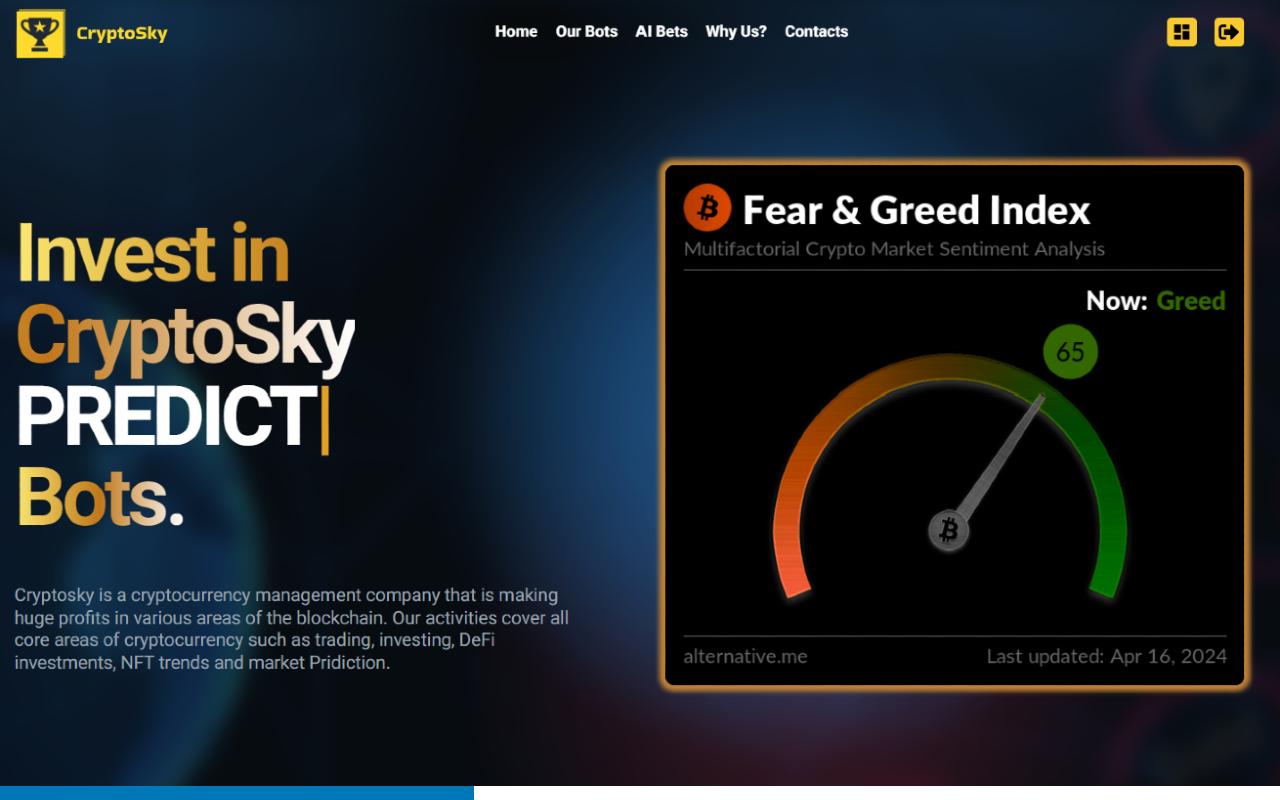 CryptoSky
Home Our Bots AI Bets Why Us? Contacts
Invest in
CryptoSky
PREDICT|
Bots.
Cryptosky is a cryptocurrency management company that is making
huge profits in various areas of the blockchain. Our activities cover all
core areas of cryptocurrency such as trading, investing, DeFi
investments, NFT trends and market Pridiction.
Fear & Greed Index
Multifactorial Crypto Market Sentiment Analysis
Now: Greed
65
alternative.me
Last updated: Apr 16, 2024